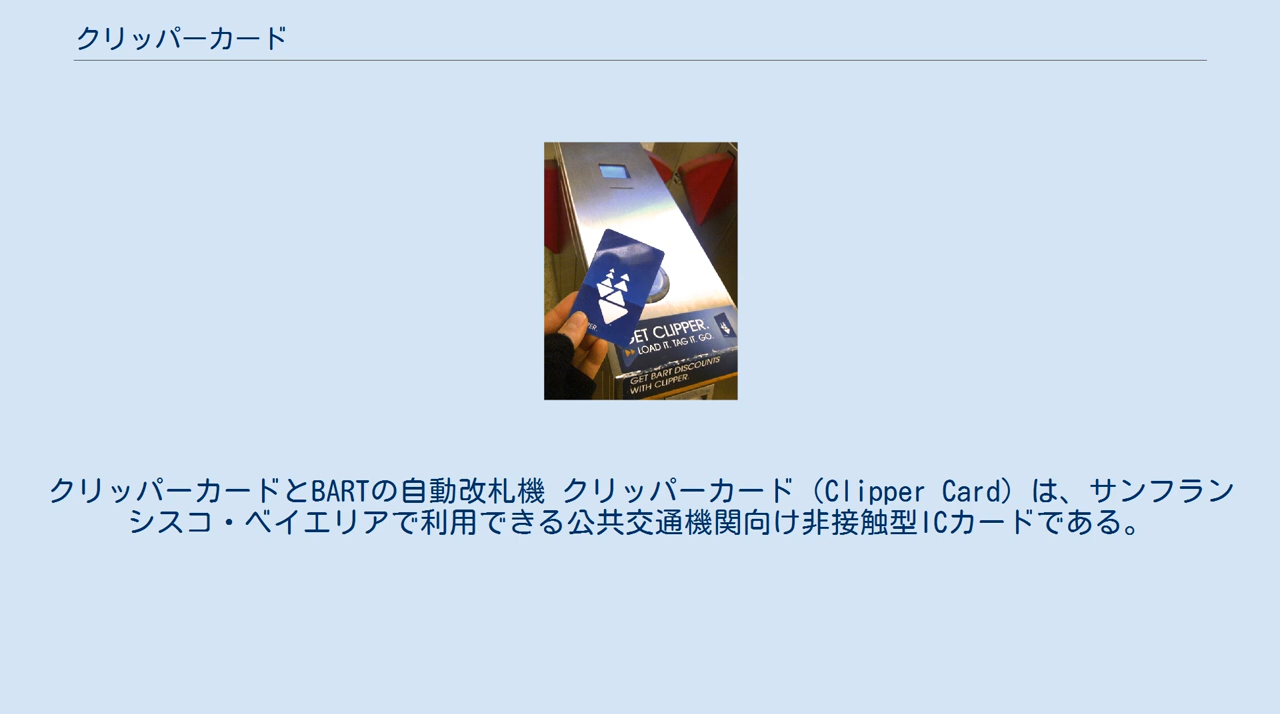 クリッパーカード
GET CLIPPER.
LOAD IT. TAG IT. GO.
GET BART DISCOUNTS
WITH CLIPPER.
クリッパーカードとBARTの自動改札機 クリッパーカード（Clipper Card）は、サンフラン
シスコ・ベイエリアで利用できる公共交通機関向け非接触型ICカードである。